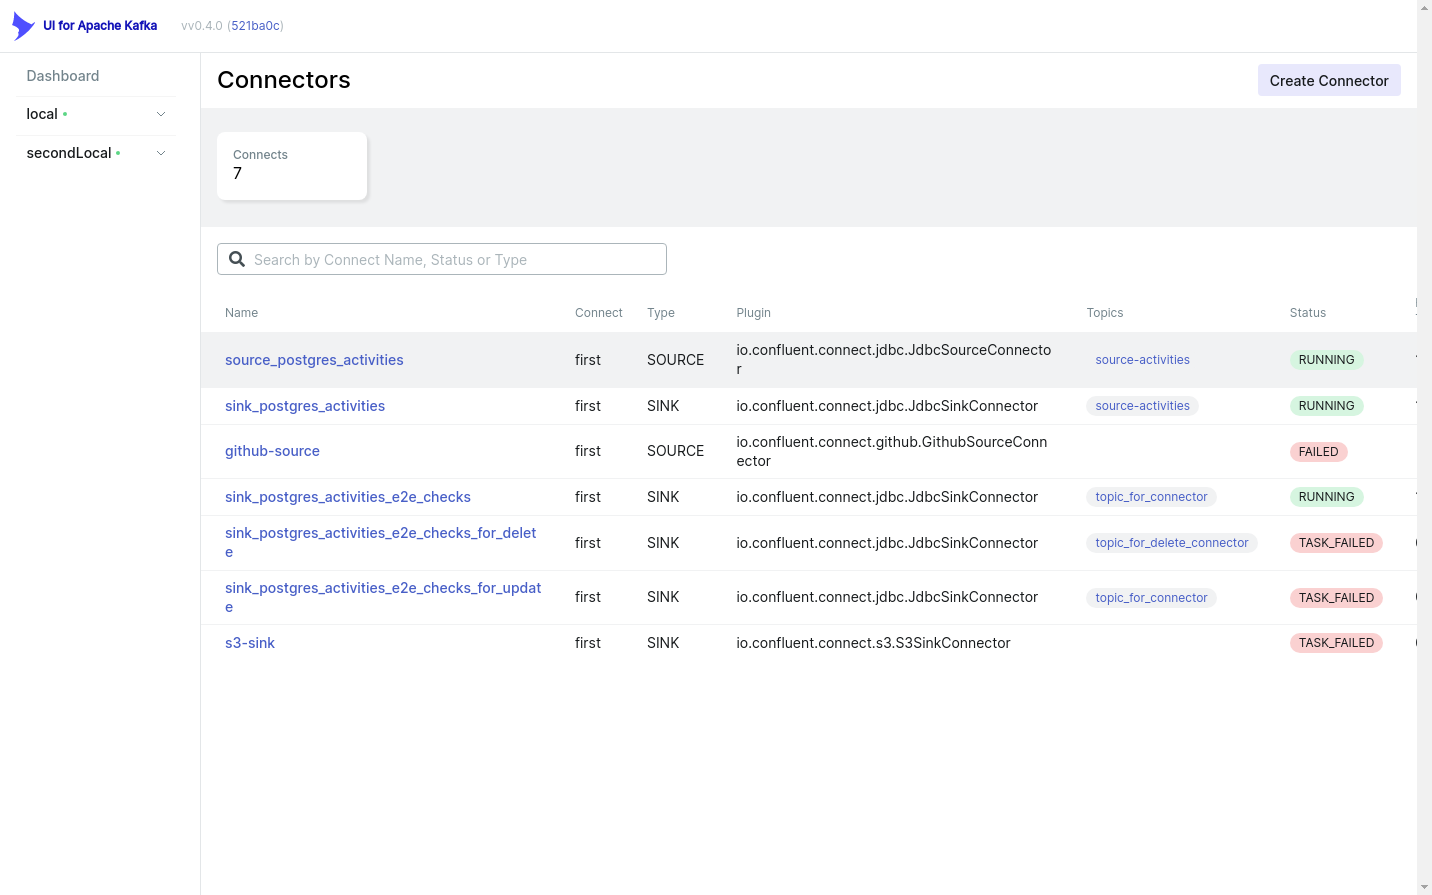 UI for Apache Kafka vv0.4.0 (521ba0c)
Dashboard
local
secondLocal
Connectors
Create Connector
Connects
7
Search by Connect Name, Status or Type
Name Connect Type Plugin Topics Status
source_postgres_activities first SOURCE io.confluent.connect.jdbc.JdbcSourceConnecto
r source-activities RUNNING
sink_postgres_activities first SINK io.confluent.connect.jdbc.JdbcSinkConnector source-activities RUNNING
github-source first SOURCE io.confluent.connect.github.GithubSourceConn
ector FAILED
sink_postgres_activities_e2e_checks first SINK io.confluent.connect.jdbc.JdbcSinkConnector topic_for_connector RUNNING
sink_postgres_activities_e2e_checks_for_delet
e first SINK io.confluent.connect.jdbc.JdbcSinkConnector topic_for_delete_connector TASK_FAILED
sink_postgres_activities_e2e_checks_for_updat
e first SINK io.confluent.connect.jdbc.JdbcSinkConnector topic_for_connector TASK_FAILED
s3-sink first SINK io.confluent.connect.s3.S3SinkConnector TASK_FAILED